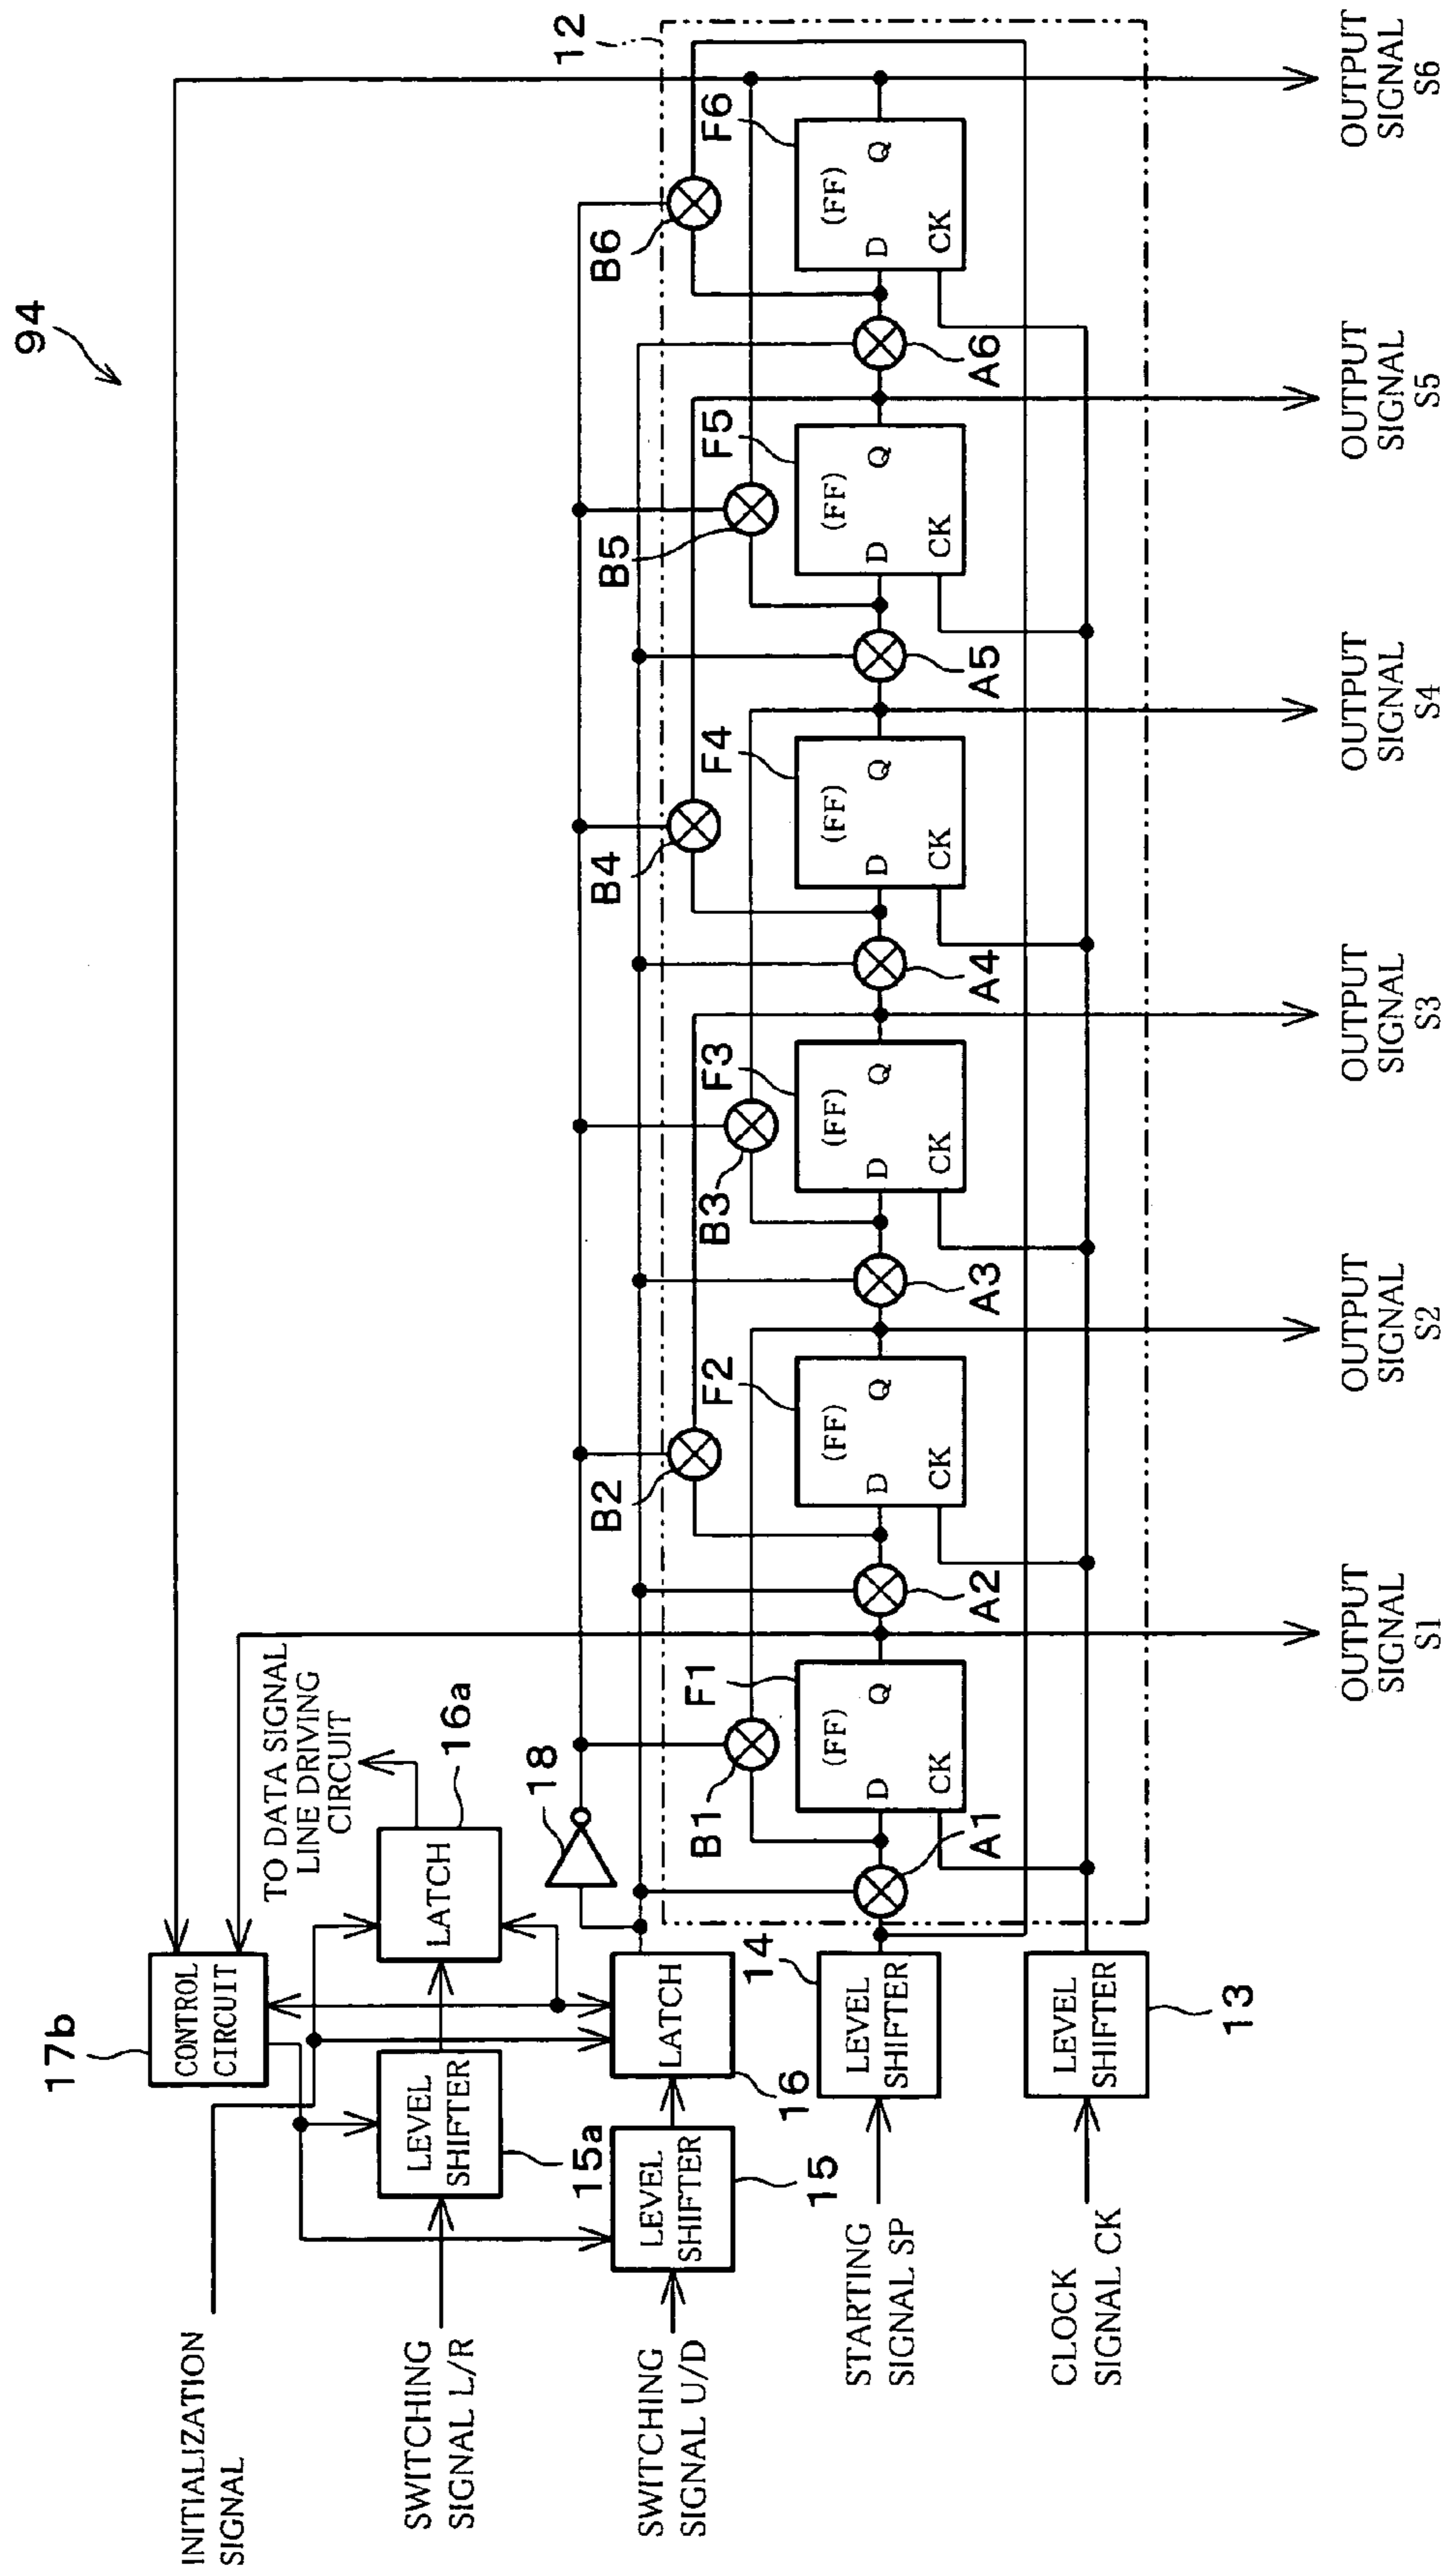 94
17b
CONTROL
CIRCUIT
INITIALIZATION
SIGNAL
TO DATA SIGNAL
LINE DRIVING
CIRCUIT
SWITCHING
SIGNAL L/R
LEVEL
SHIFTER
15a
LATCH
16a
SWITCHING
SIGNAL U/D
LEVEL
SHIFTER
15
LATCH
16
18
STARTING
SIGNAL SP
LEVEL
SHIFTER
14
CLOCK
SIGNAL CK
LEVEL
SHIFTER
13
12
B1
B2
B3
B4
B5
B6
F1
F2
F3
F4
F5
F6
(FF)
D
Q
CK
(FF)
D
Q
CK
(FF)
D
Q
CK
(FF)
D
Q
CK
(FF)
D
Q
CK
(FF)
D
Q
CK
A1
A2
A3
A4
A5
A6
OUTPUT
SIGNAL
S1
OUTPUT
SIGNAL
S2
OUTPUT
SIGNAL
S3
OUTPUT
SIGNAL
S4
OUTPUT
SIGNAL
S5
OUTPUT
SIGNAL
S6